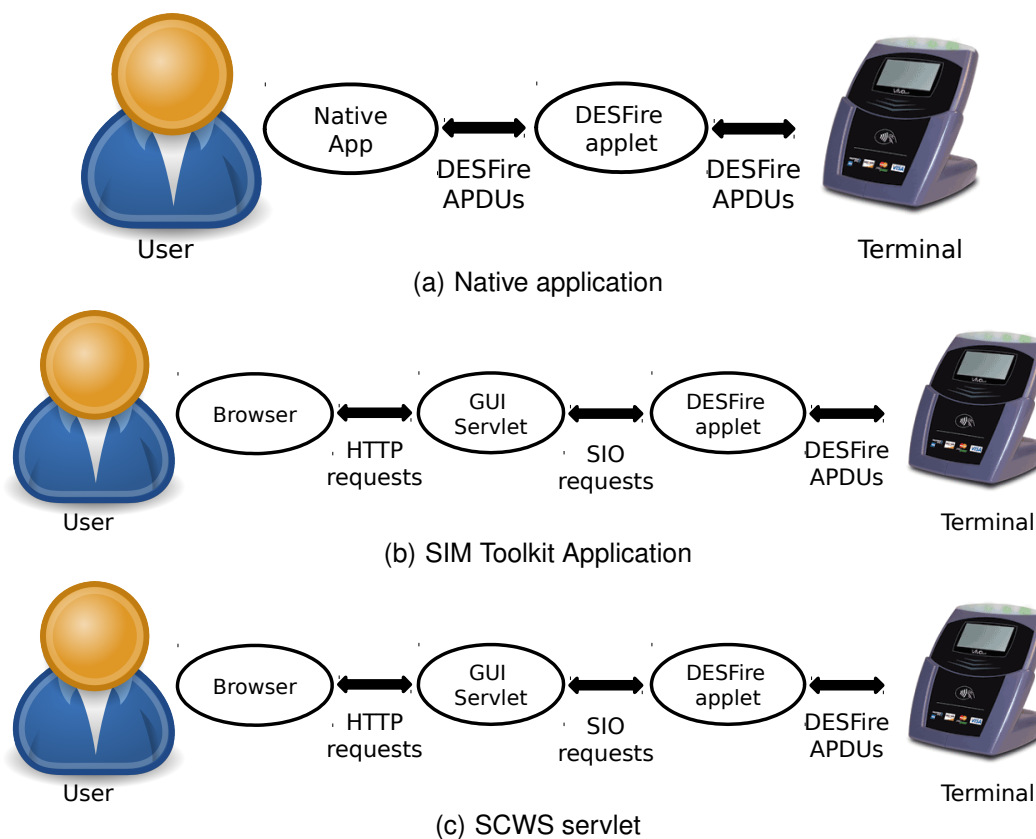 Native
App
DESFire
applet
DESFire
APDUs
DESFire
APDUs
User
Terminal
(a) Native application
Browser
GUI
Servlet
DESFire
applet
HTTP
requests
SIO
requests
DESFire
APDUs
User
Terminal
(b) SIM Toolkit Application
Browser
GUI
Servlet
DESFire
applet
HTTP
requests
SIO
requests
DESFire
APDUs
User
Terminal
(c) SCWS servlet